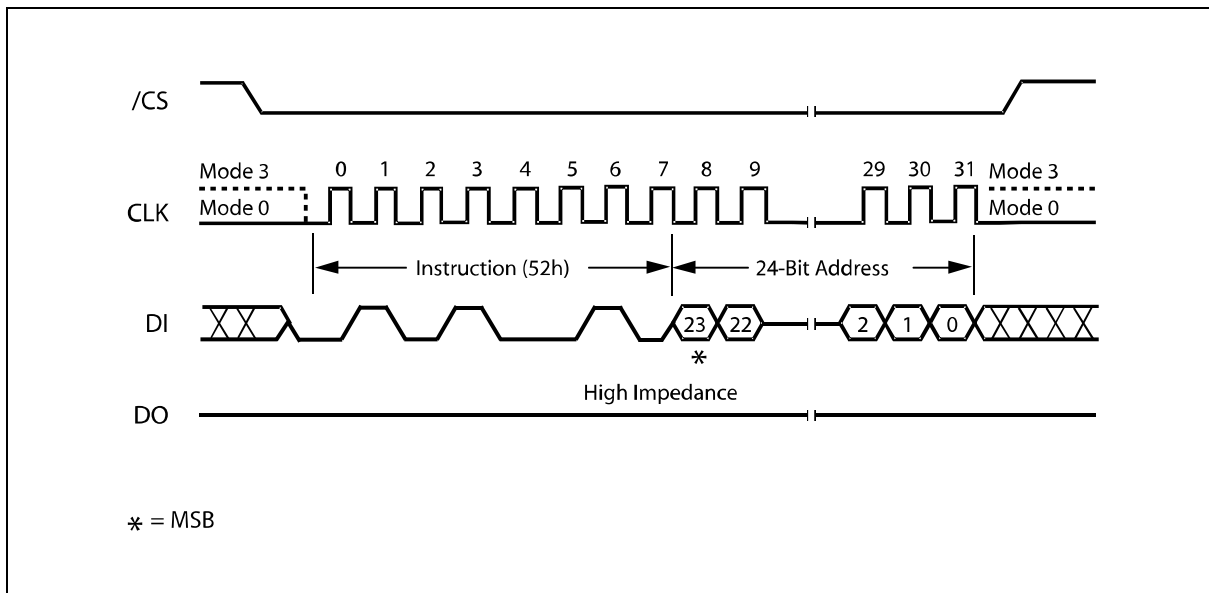 /CS
Mode 3 0 1 2 3 4 5 6 7 8 9 29 30 31 Mode 3
CLK Mode 0 Mode 0
Instruction (52h) 24-Bit Address
DI 23 22 2 1 0
*
High Impedance
DO
* = MSB